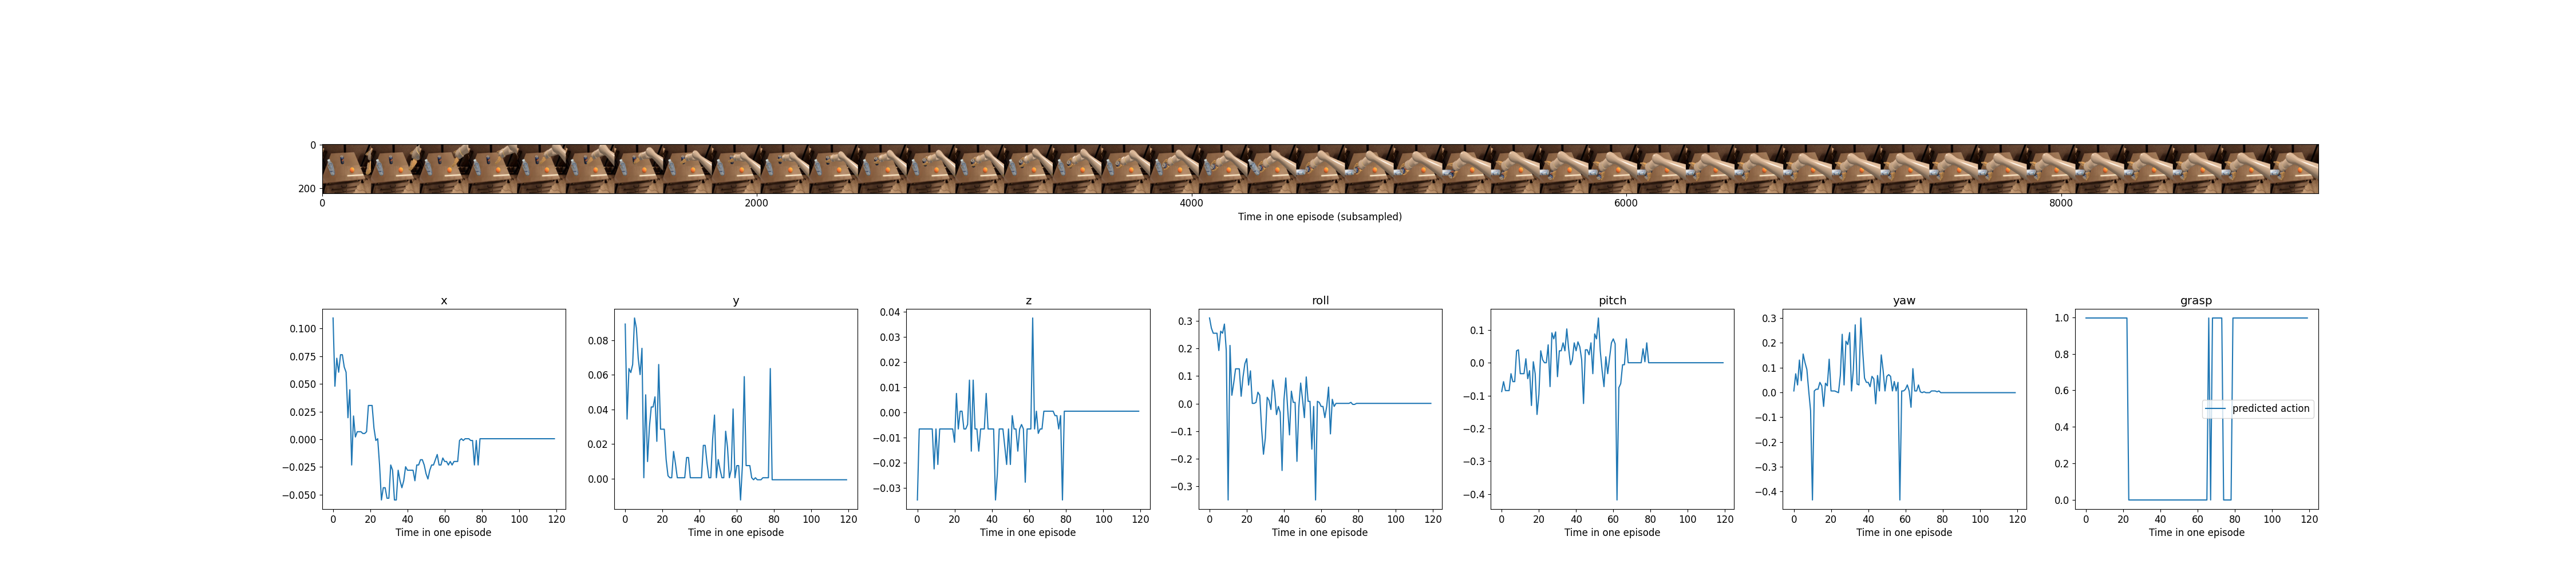 0
200
0 2000 4000 6000 8000
Time in one episode (subsampled)
x y z roll pitch yaw grasp
0.100
0.075
0.050
0.025
0.000
−0.025
−0.050
0 20 40 60 80 100 120
Time in one episode
0.08
0.06
0.04
0.02
0.00
0 20 40 60 80 100 120
Time in one episode
0.04
0.03
0.02
0.01
0.00
−0.01
−0.02
−0.03
0 20 40 60 80 100 120
Time in one episode
0.3
0.2
0.1
0.0
−0.1
−0.2
−0.3
0 20 40 60 80 100 120
Time in one episode
0.1
0.0
−0.1
−0.2
−0.3
−0.4
0 20 40 60 80 100 120
Time in one episode
0.3
0.2
0.1
0.0
−0.1
−0.2
−0.3
−0.4
0 20 40 60 80 100 120
Time in one episode
1.0
0.8
0.6
0.4
0.2
0.0
predicted action
0 20 40 60 80 100 120
Time in one episode